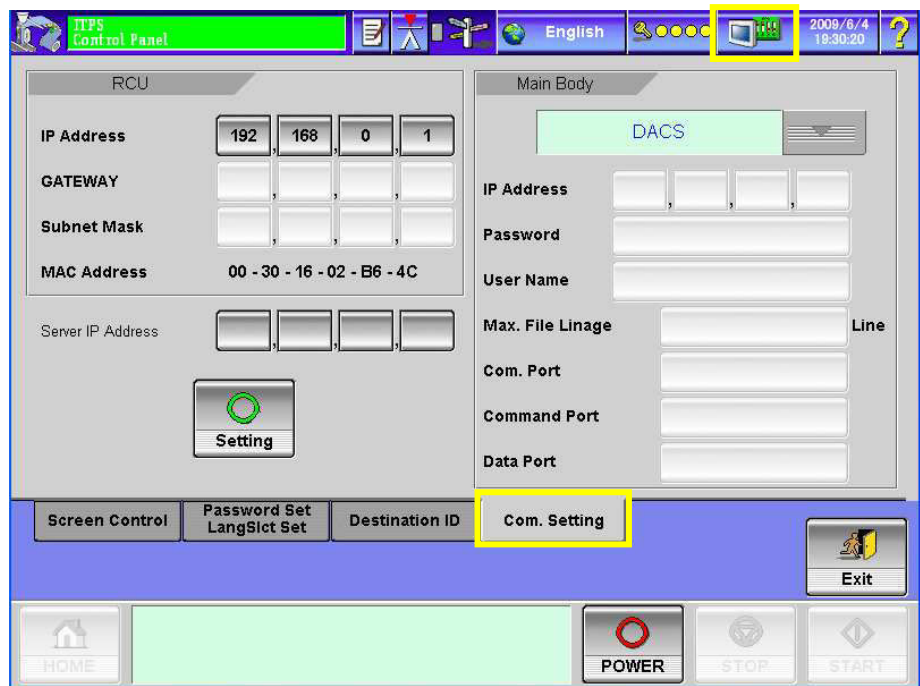 ITPS
Control Panel
English
2009/6/4
19:30:20
?
RCU
IP Address 192 , 168 , 0 , 1
GATEWAY , , ,
Subnet Mask , , ,
MAC Address 00 - 30 - 16 - 02 - B6 - 4C
Server IP Address , , ,
Setting
Main Body
DACS
IP Address , , ,
Password
User Name
Max. File Linage Line
Com. Port
Command Port
Data Port
Screen Control
Password Set
LangSlct Set
Destination ID
Com. Setting
Exit
HOME
POWER
STOP
START